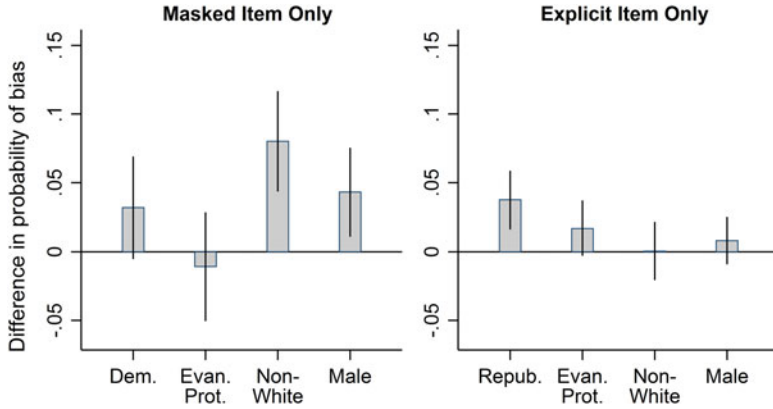 Masked Item Only
Explicit Item Only
Difference in probability of bias
.15
.1
.05
0
-.05
Dem.
Evan.
Prot.
Non-
White
Male
.15
.1
.05
0
-.05
Repub.
Evan.
Prot.
Non-
White
Male